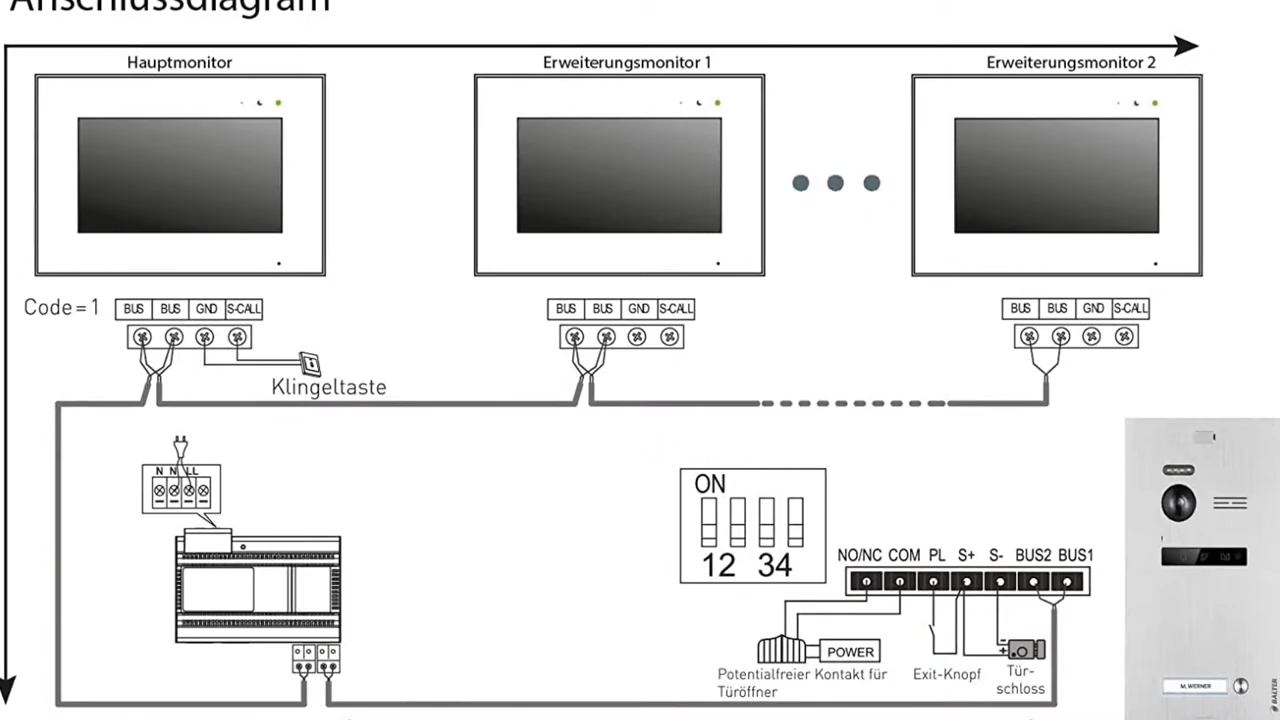 Anschlussdiagram
Hauptmonitor
Erweiterungsmonitor 1
Erweiterungsmonitor 2
Code = 1
BUS BUS GND S-CALL
BUS BUS GND S-CALL
BUS BUS GND S-CALL
Klingeltaste
N N L L
ON
12 34
NO/NC COM PL S+ S- BUS2 BUS1
POWER
- +
Potentialfreier Kontakt für
Türöffner
Exit-Knopf
Tür-
schloss
M. WERNER
BALTER